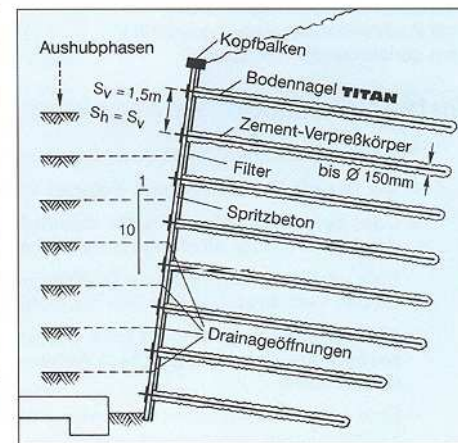 Aushubphasen
Kopfbalken
Bodennagel TITAN
Sv = 1,5m
Sh = Sv
Zement-Verpreßkörper
bis Ø 150mm
Filter
1
10
Spritzbeton
Drainageöffnungen